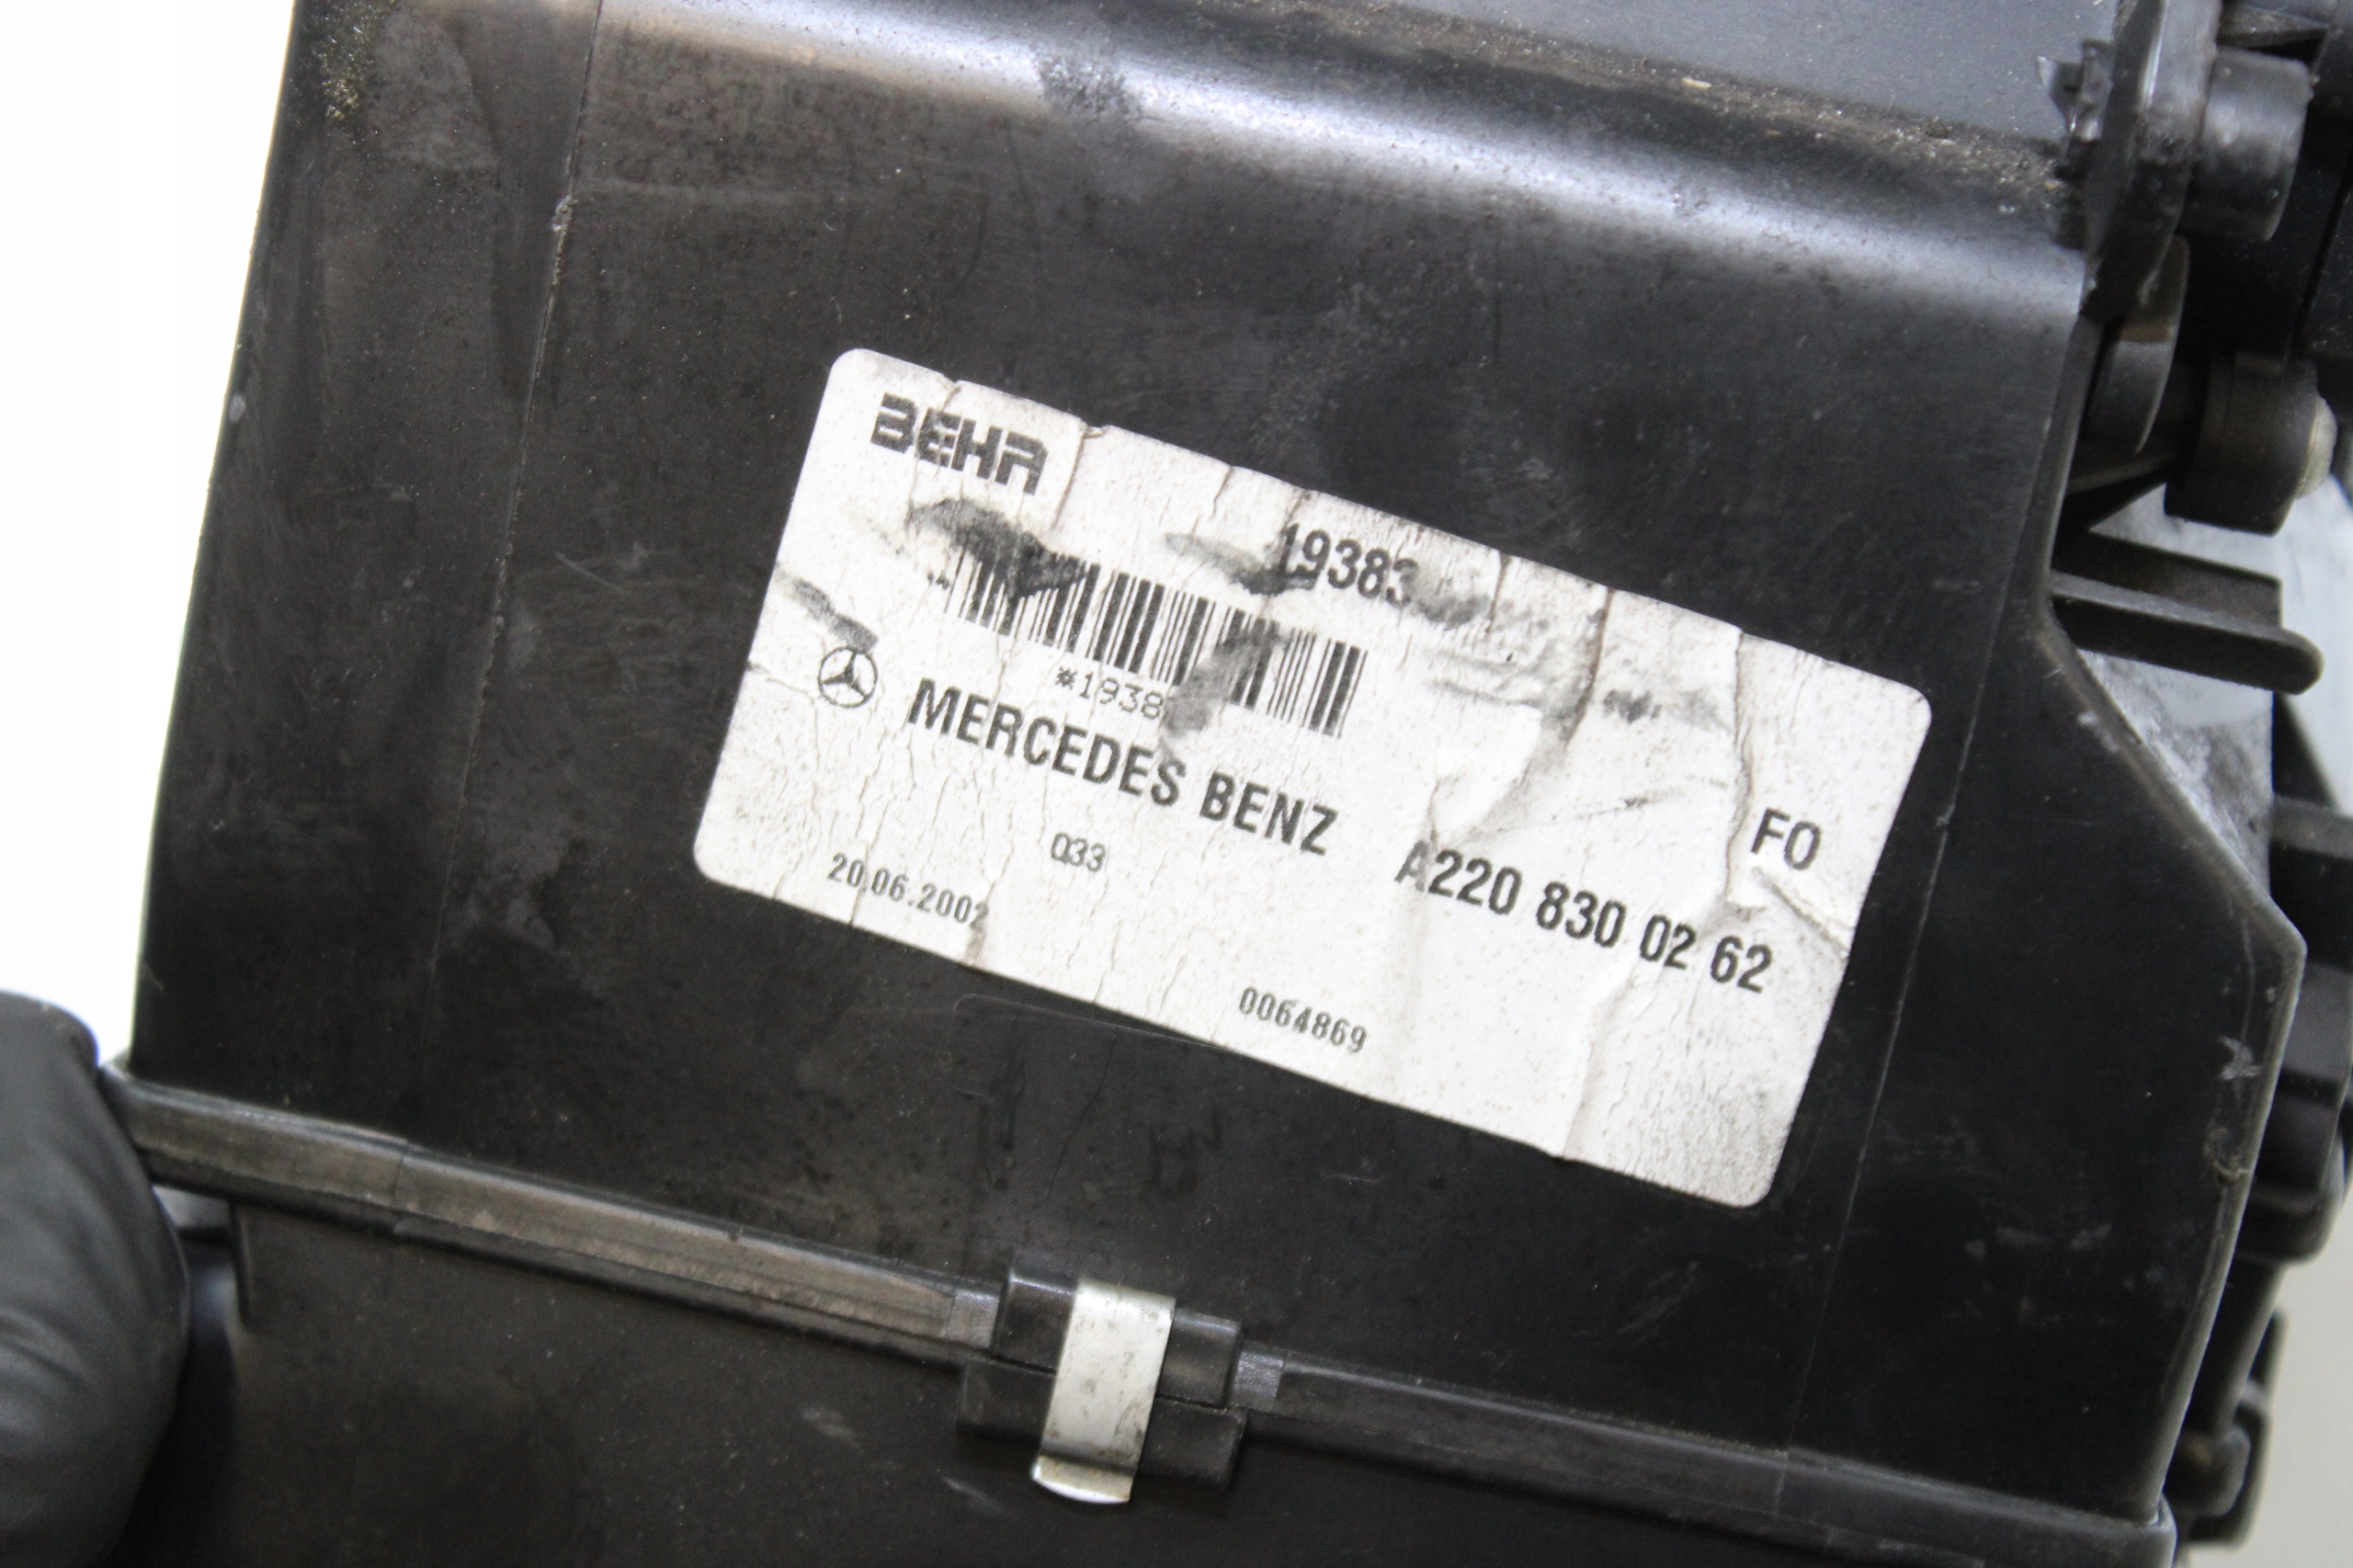 BEHR
19383
*1938
MERCEDES BENZ
FO
Q33
A220 830 02 62
20.06.2002
0064869